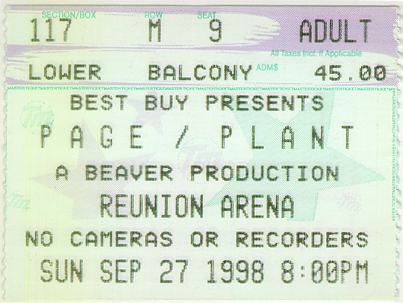 SECTION/BOX ROW SEAT
117 M 9 ADULT
All Taxes Incl. If Applicable
LOWER BALCONY ADM$ 45.00
BEST BUY PRESENTS
PAGE / PLANT
A BEAVER PRODUCTION
REUNION ARENA
NO CAMERAS OR RECORDERS
SUN SEP 27 1998 8:00PM